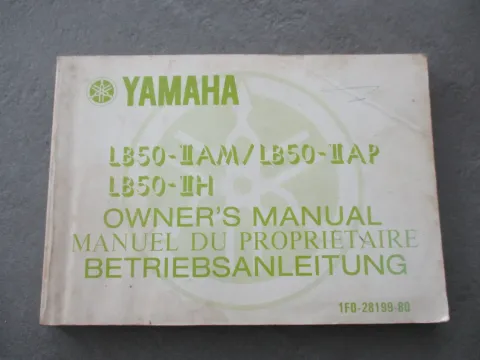 YAMAHA
LB50-IIAM/LB50-IIAP
LB50-IIH
OWNER'S MANUAL
MANUEL DU PROPRIETAIRE
BETRIEBSANLEITUNG
1F0-28199-80